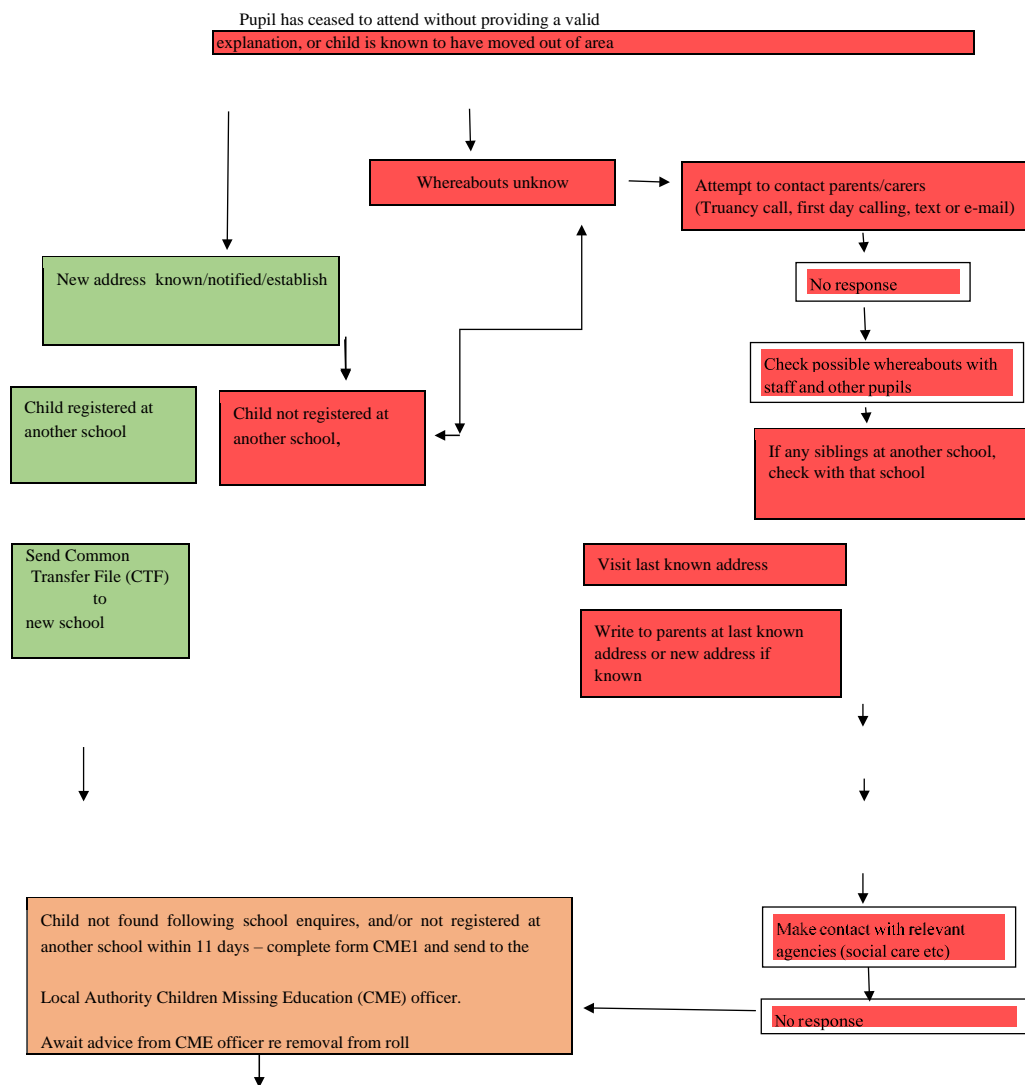 Pupil has ceased to attend without providing a valid
explanation, or child is known to have moved out of area
Whereabouts unknow
Attempt to contact parents/carers
(Truancy call, first day calling, text or e-mail)
New address known/notified/establish
No response
Check possible whereabouts with
staff and other pupils
Child registered at
another school
Child not registered at
another school,
If any siblings at another school,
check with that school
Send Common
Transfer File (CTF)
to
new school
Visit last known address
Write to parents at last known
address or new address if
known
Child not found following school enquires, and/or not registered at
another school within 11 days – complete form CME1 and send to the
Local Authority Children Missing Education (CME) officer.
Await advice from CME officer re removal from roll
Make contact with relevant
agencies (social care etc)
No response